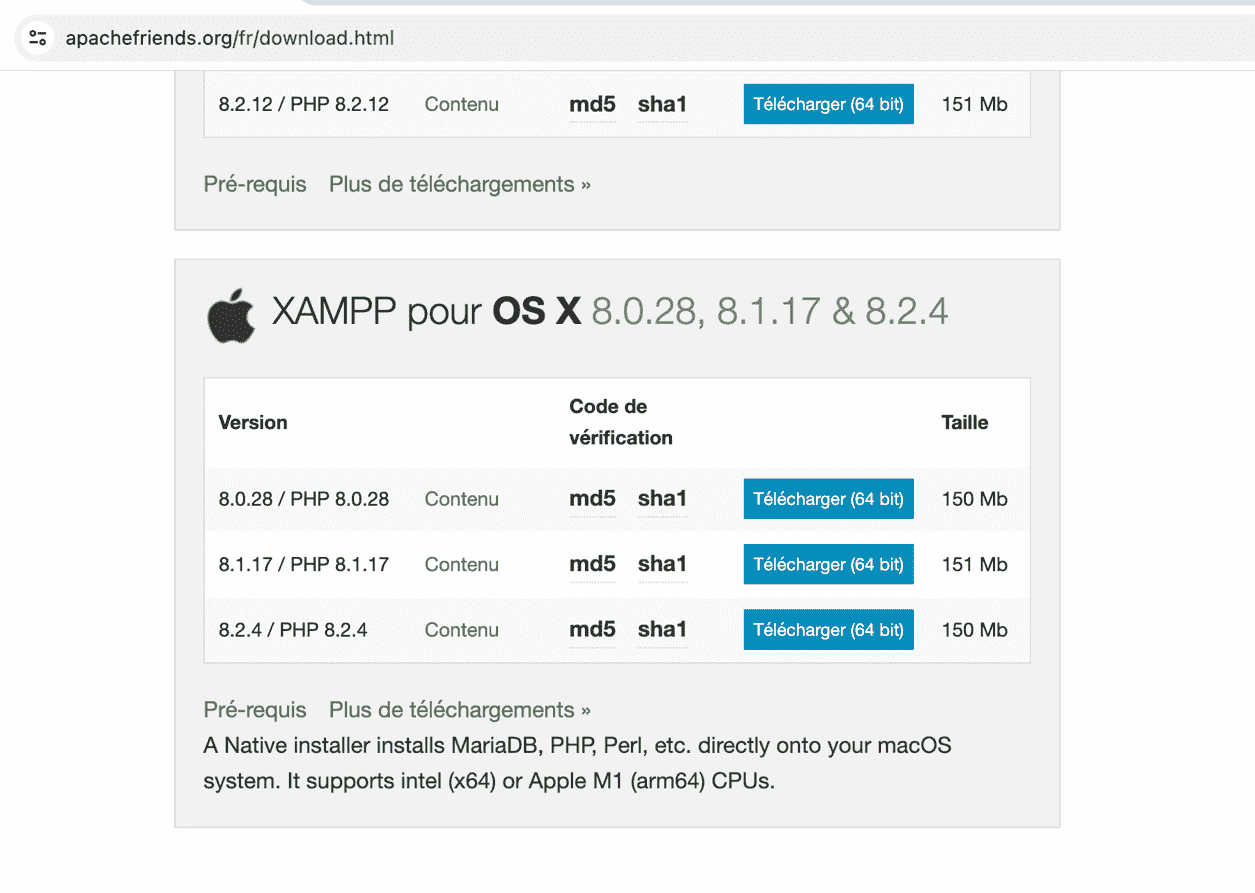 apachefriends.org/fr/download.html
8.2.12 / PHP 8.2.12 Contenu md5 sha1 Télécharger (64 bit) 151 Mb
Pré-requis Plus de téléchargements »
XAMPP pour OS X 8.0.28, 8.1.17 & 8.2.4
Version Code de vérification Taille
8.0.28 / PHP 8.0.28 Contenu md5 sha1 Télécharger (64 bit) 150 Mb
8.1.17 / PHP 8.1.17 Contenu md5 sha1 Télécharger (64 bit) 151 Mb
8.2.4 / PHP 8.2.4 Contenu md5 sha1 Télécharger (64 bit) 150 Mb
Pré-requis Plus de téléchargements »
A Native installer installs MariaDB, PHP, Perl, etc. directly onto your macOS
system. It supports intel (x64) or Apple M1 (arm64) CPUs.